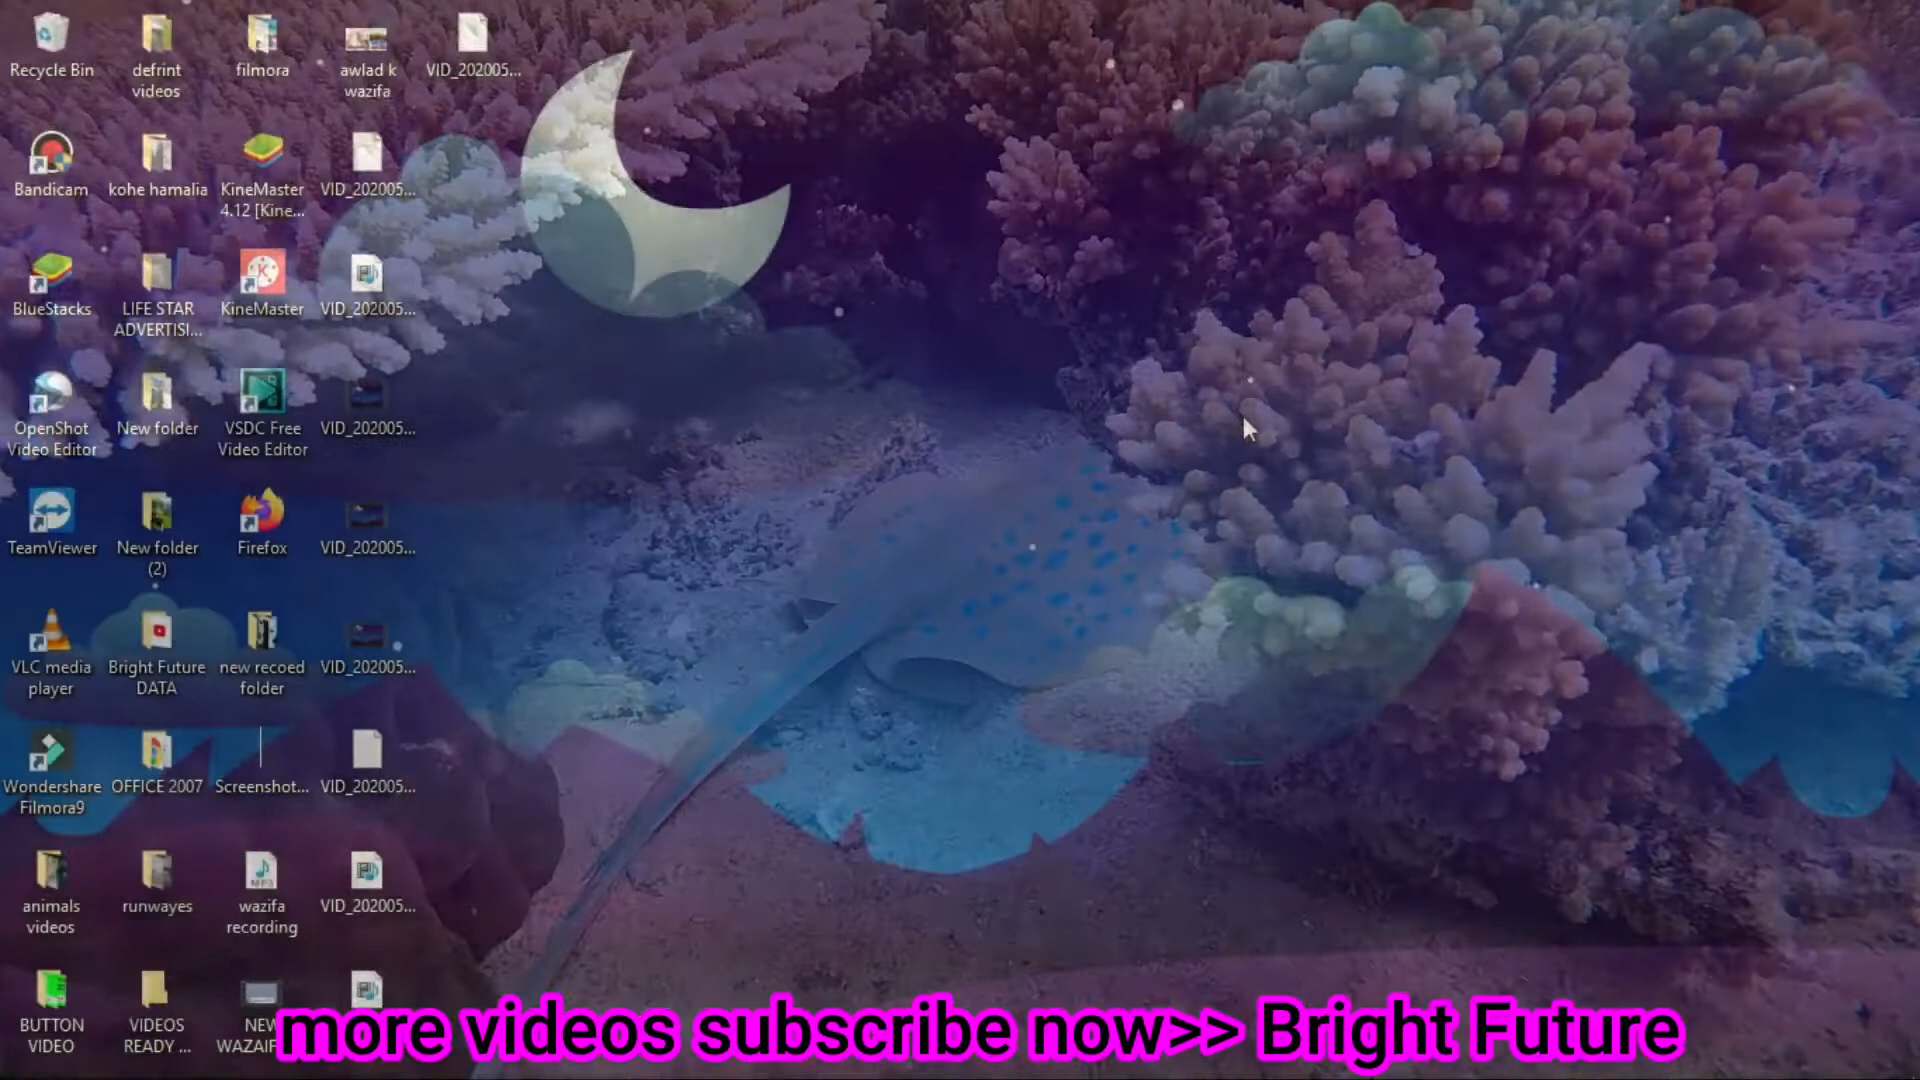 Recycle Bin
defrint
videos
filmora
awlad k
wazifa
VID_202005...
Bandicam
kohe hamalia
KineMaster
4.12 [Kine...
VID_202005...
BlueStacks
LIFE STAR
ADVERTISI...
KineMaster
VID_202005...
OpenShot
Video Editor
New folder
VSDC Free
Video Editor
VID_202005...
TeamViewer
New folder
(2)
Firefox
VID_202005...
VLC media
player
Bright Future
DATA
new recoed
folder
VID_202005...
Wondershare
Filmora9
OFFICE 2007
Screenshot...
VID_202005...
animals
videos
runwayes
MP3
wazifa
recording
VID_202005...
BUTTON
VIDEO
VIDEOS
READY ...
more videos subscribe now>> Bright Future